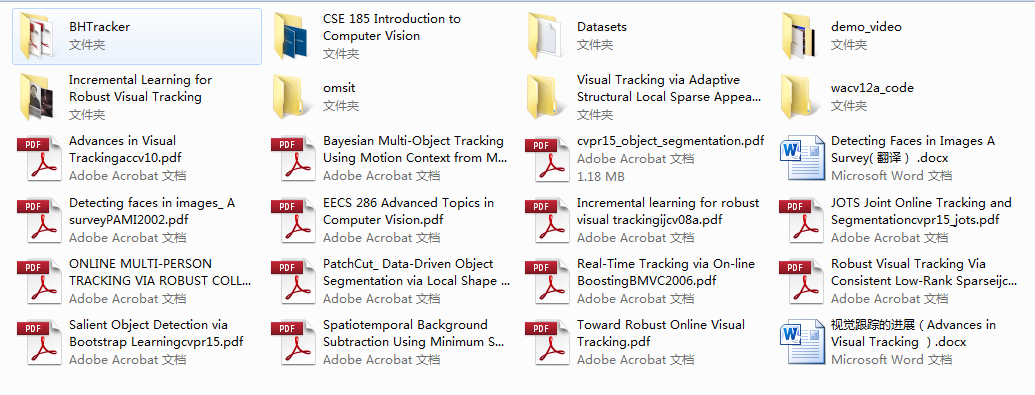 BHTracker
文件夹
CSE 185 Introduction to
Computer Vision
文件夹
Datasets
文件夹
demo_video
文件夹
Incremental Learning for
Robust Visual Tracking
文件夹
omsit
文件夹
Visual Tracking via Adaptive
Structural Local Sparse Appea...
文件夹
wacv12a_code
文件夹
PDF
Advances in Visual
Trackingaccv10.pdf
Adobe Acrobat 文档
PDF
Bayesian Multi-Object Tracking
Using Motion Context from M...
Adobe Acrobat 文档
PDF
cvpr15_object_segmentation.pdf
Adobe Acrobat 文档
1.18 MB
W
Detecting Faces in Images A
Survey( 翻译 ) .docx
Microsoft Word 文档
PDF
Detecting faces in images_ A
surveyPAMI2002.pdf
Adobe Acrobat 文档
PDF
EECS 286 Advanced Topics in
Computer Vision.pdf
Adobe Acrobat 文档
PDF
Incremental learning for robust
visual trackingijcv08a.pdf
Adobe Acrobat 文档
PDF
JOTS Joint Online Tracking and
Segmentationcvpr15_jots.pdf
Adobe Acrobat 文档
PDF
ONLINE MULTI-PERSON
TRACKING VIA ROBUST COLL...
Adobe Acrobat 文档
PDF
PatchCut_ Data-Driven Object
Segmentation via Local Shape ...
Adobe Acrobat 文档
PDF
Real-Time Tracking via On-line
BoostingBMVC2006.pdf
Adobe Acrobat 文档
PDF
Robust Visual Tracking Via
Consistent Low-Rank Sparseijc...
Adobe Acrobat 文档
PDF
Salient Object Detection via
Bootstrap Learningcvpr15.pdf
Adobe Acrobat 文档
PDF
Spatiotemporal Background
Subtraction Using Minimum S...
Adobe Acrobat 文档
PDF
Toward Robust Online Visual
Tracking.pdf
Adobe Acrobat 文档
W
视觉跟踪的进展 ( Advances in
Visual Tracking ) .docx
Microsoft Word 文档